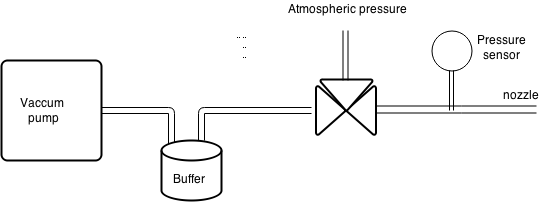 Atmospheric pressure
Pressure
sensor
Vaccum
pump
nozzle
Buffer